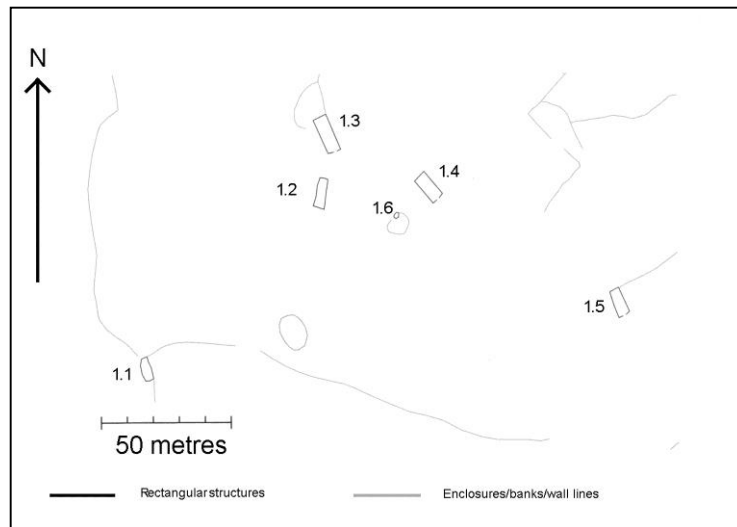 N
1.3
1.2
1.4
1.6
1.5
1.1
50 metres
Rectangular structures
Enclosures/banks/wall lines